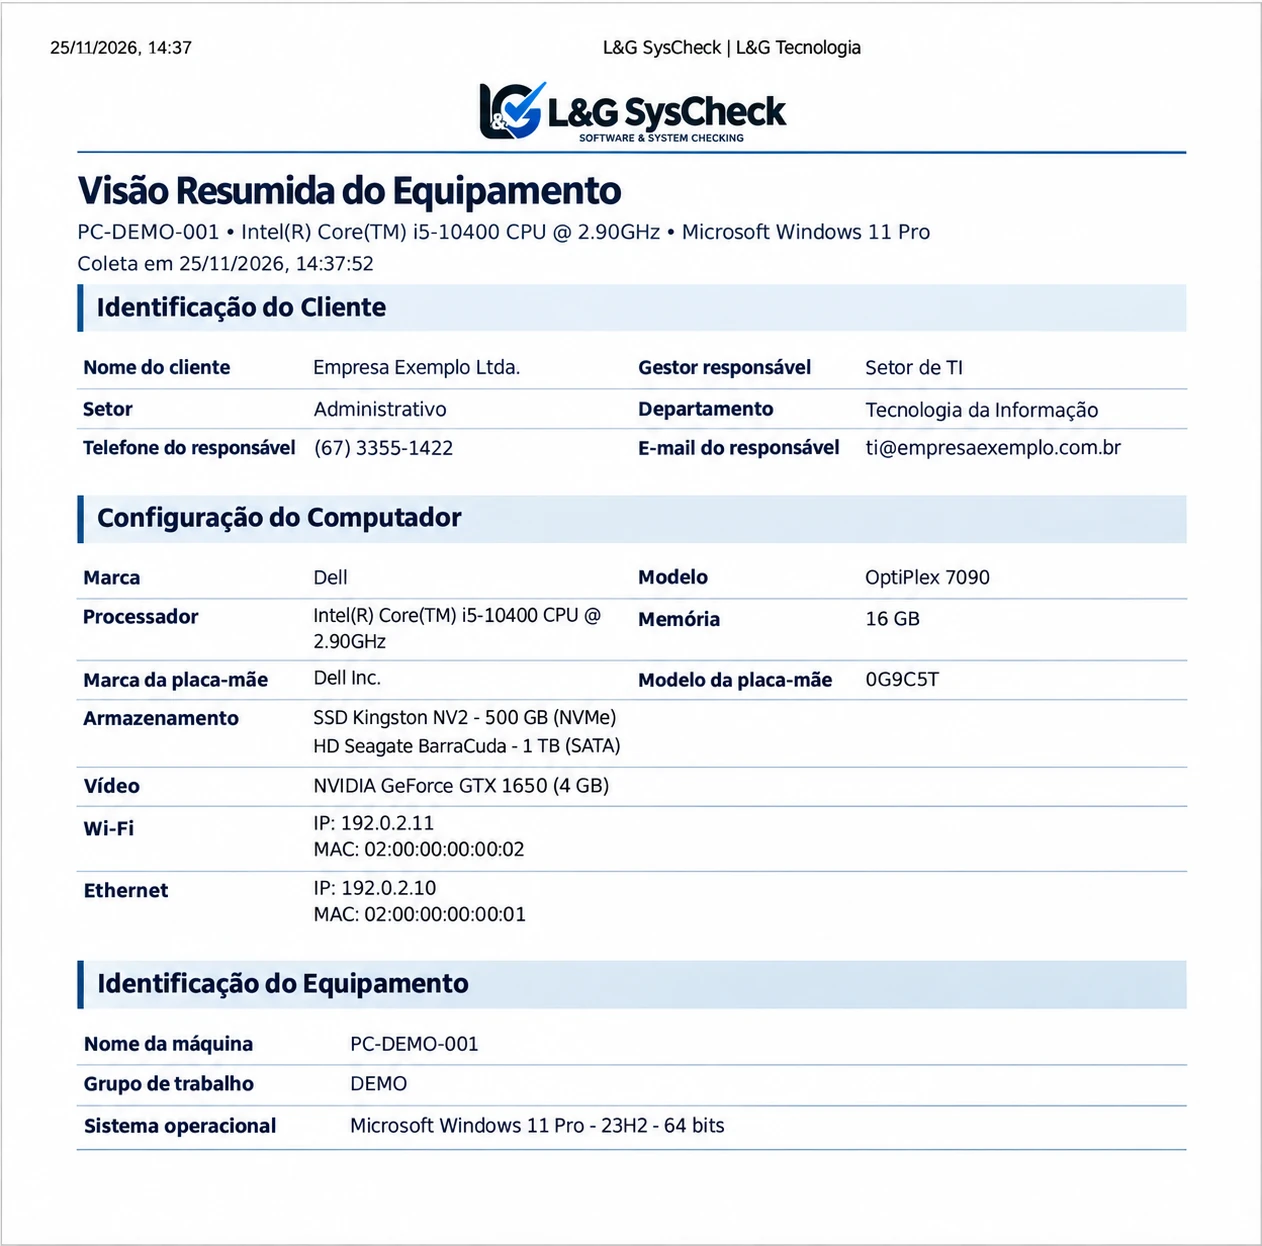 25/11/2026, 14:37 L&G SysCheck | L&G Tecnologia
L&G L&G SysCheck
SOFTWARE & SYSTEM CHECKING
Visão Resumida do Equipamento
PC-DEMO-001 • Intel(R) Core(TM) i5-10400 CPU @ 2.90GHz • Microsoft Windows 11 Pro
Coleta em 25/11/2026, 14:37:52
Identificação do Cliente
Nome do cliente Empresa Exemplo Ltda. Gestor responsável Setor de TI
Setor Administrativo Departamento Tecnologia da Informação
Telefone do responsável (67) 3355-1422 E-mail do responsável ti@empresaexemplo.com.br
Configuração do Computador
Marca Dell Modelo OptiPlex 7090
Processador Intel(R) Core(TM) i5-10400 CPU @ 2.90GHz Memória 16 GB
Marca da placa-mãe Dell Inc. Modelo da placa-mãe 0G9C5T
Armazenamento SSD Kingston NV2 - 500 GB (NVMe)
HD Seagate BarraCuda - 1 TB (SATA)
Vídeo NVIDIA GeForce GTX 1650 (4 GB)
Wi-Fi IP: 192.0.2.11
MAC: 02:00:00:00:00:02
Ethernet IP: 192.0.2.10
MAC: 02:00:00:00:00:01
Identificação do Equipamento
Nome da máquina PC-DEMO-001
Grupo de trabalho DEMO
Sistema operacional Microsoft Windows 11 Pro - 23H2 - 64 bits